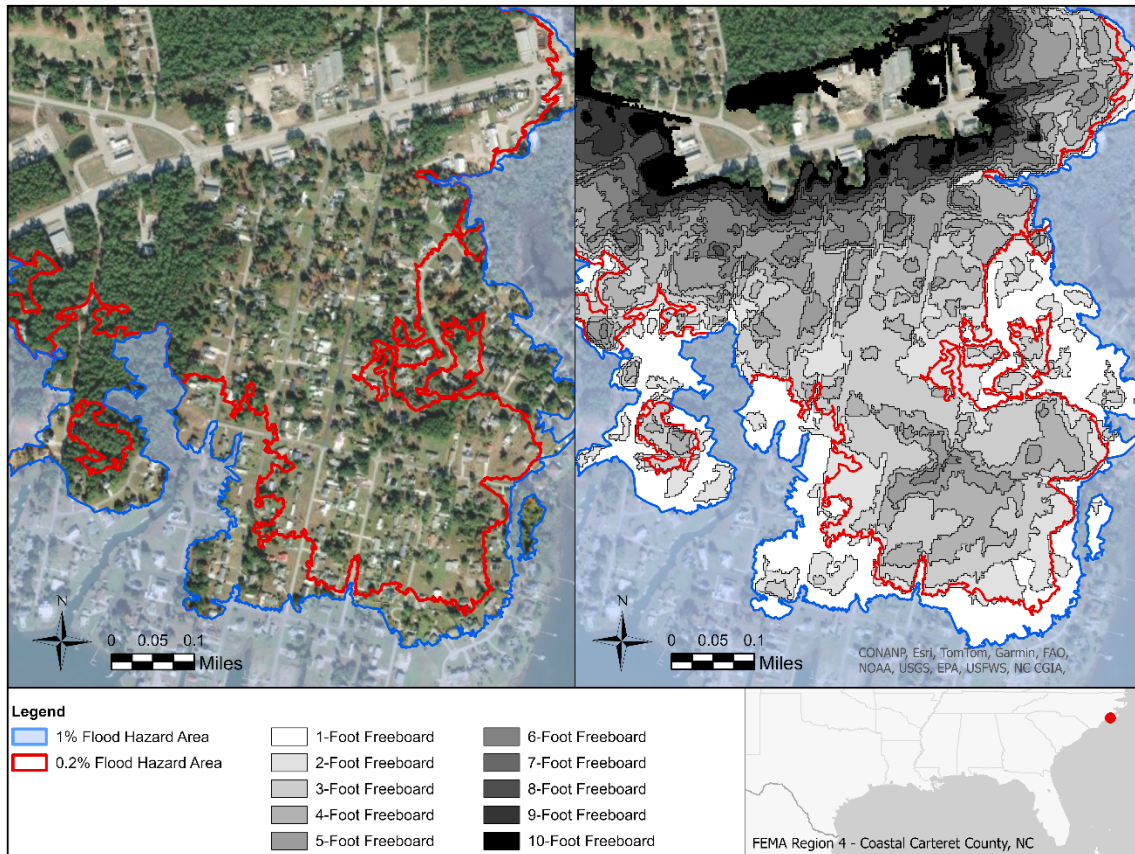 N
0 0.05 0.1
Miles
N
0 0.05 0.1
Miles
CONANP, Esri, TomTom, Garmin, FAO,
NOAA, USGS, EPA, USFWS, NC CGIA,
Legend
1% Flood Hazard Area
0.2% Flood Hazard Area
1-Foot Freeboard
2-Foot Freeboard
3-Foot Freeboard
4-Foot Freeboard
5-Foot Freeboard
6-Foot Freeboard
7-Foot Freeboard
8-Foot Freeboard
9-Foot Freeboard
10-Foot Freeboard
FEMA Region 4 - Coastal Carteret County, NC